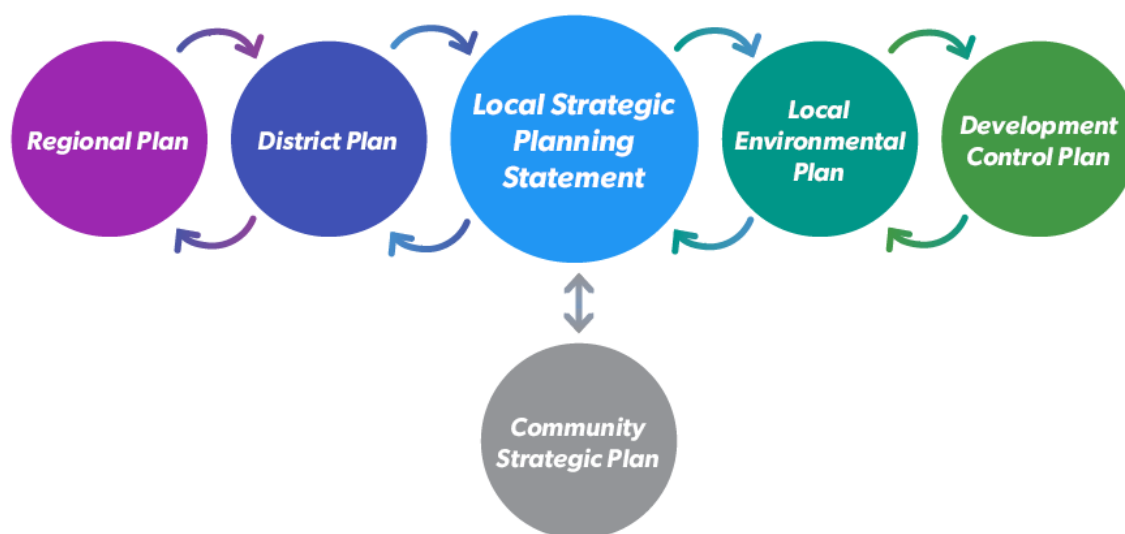 Regional Plan
District Plan
Local Strategic
Planning
Statement
Local
Environmental
Plan
Development
Control Plan
Community
Strategic Plan